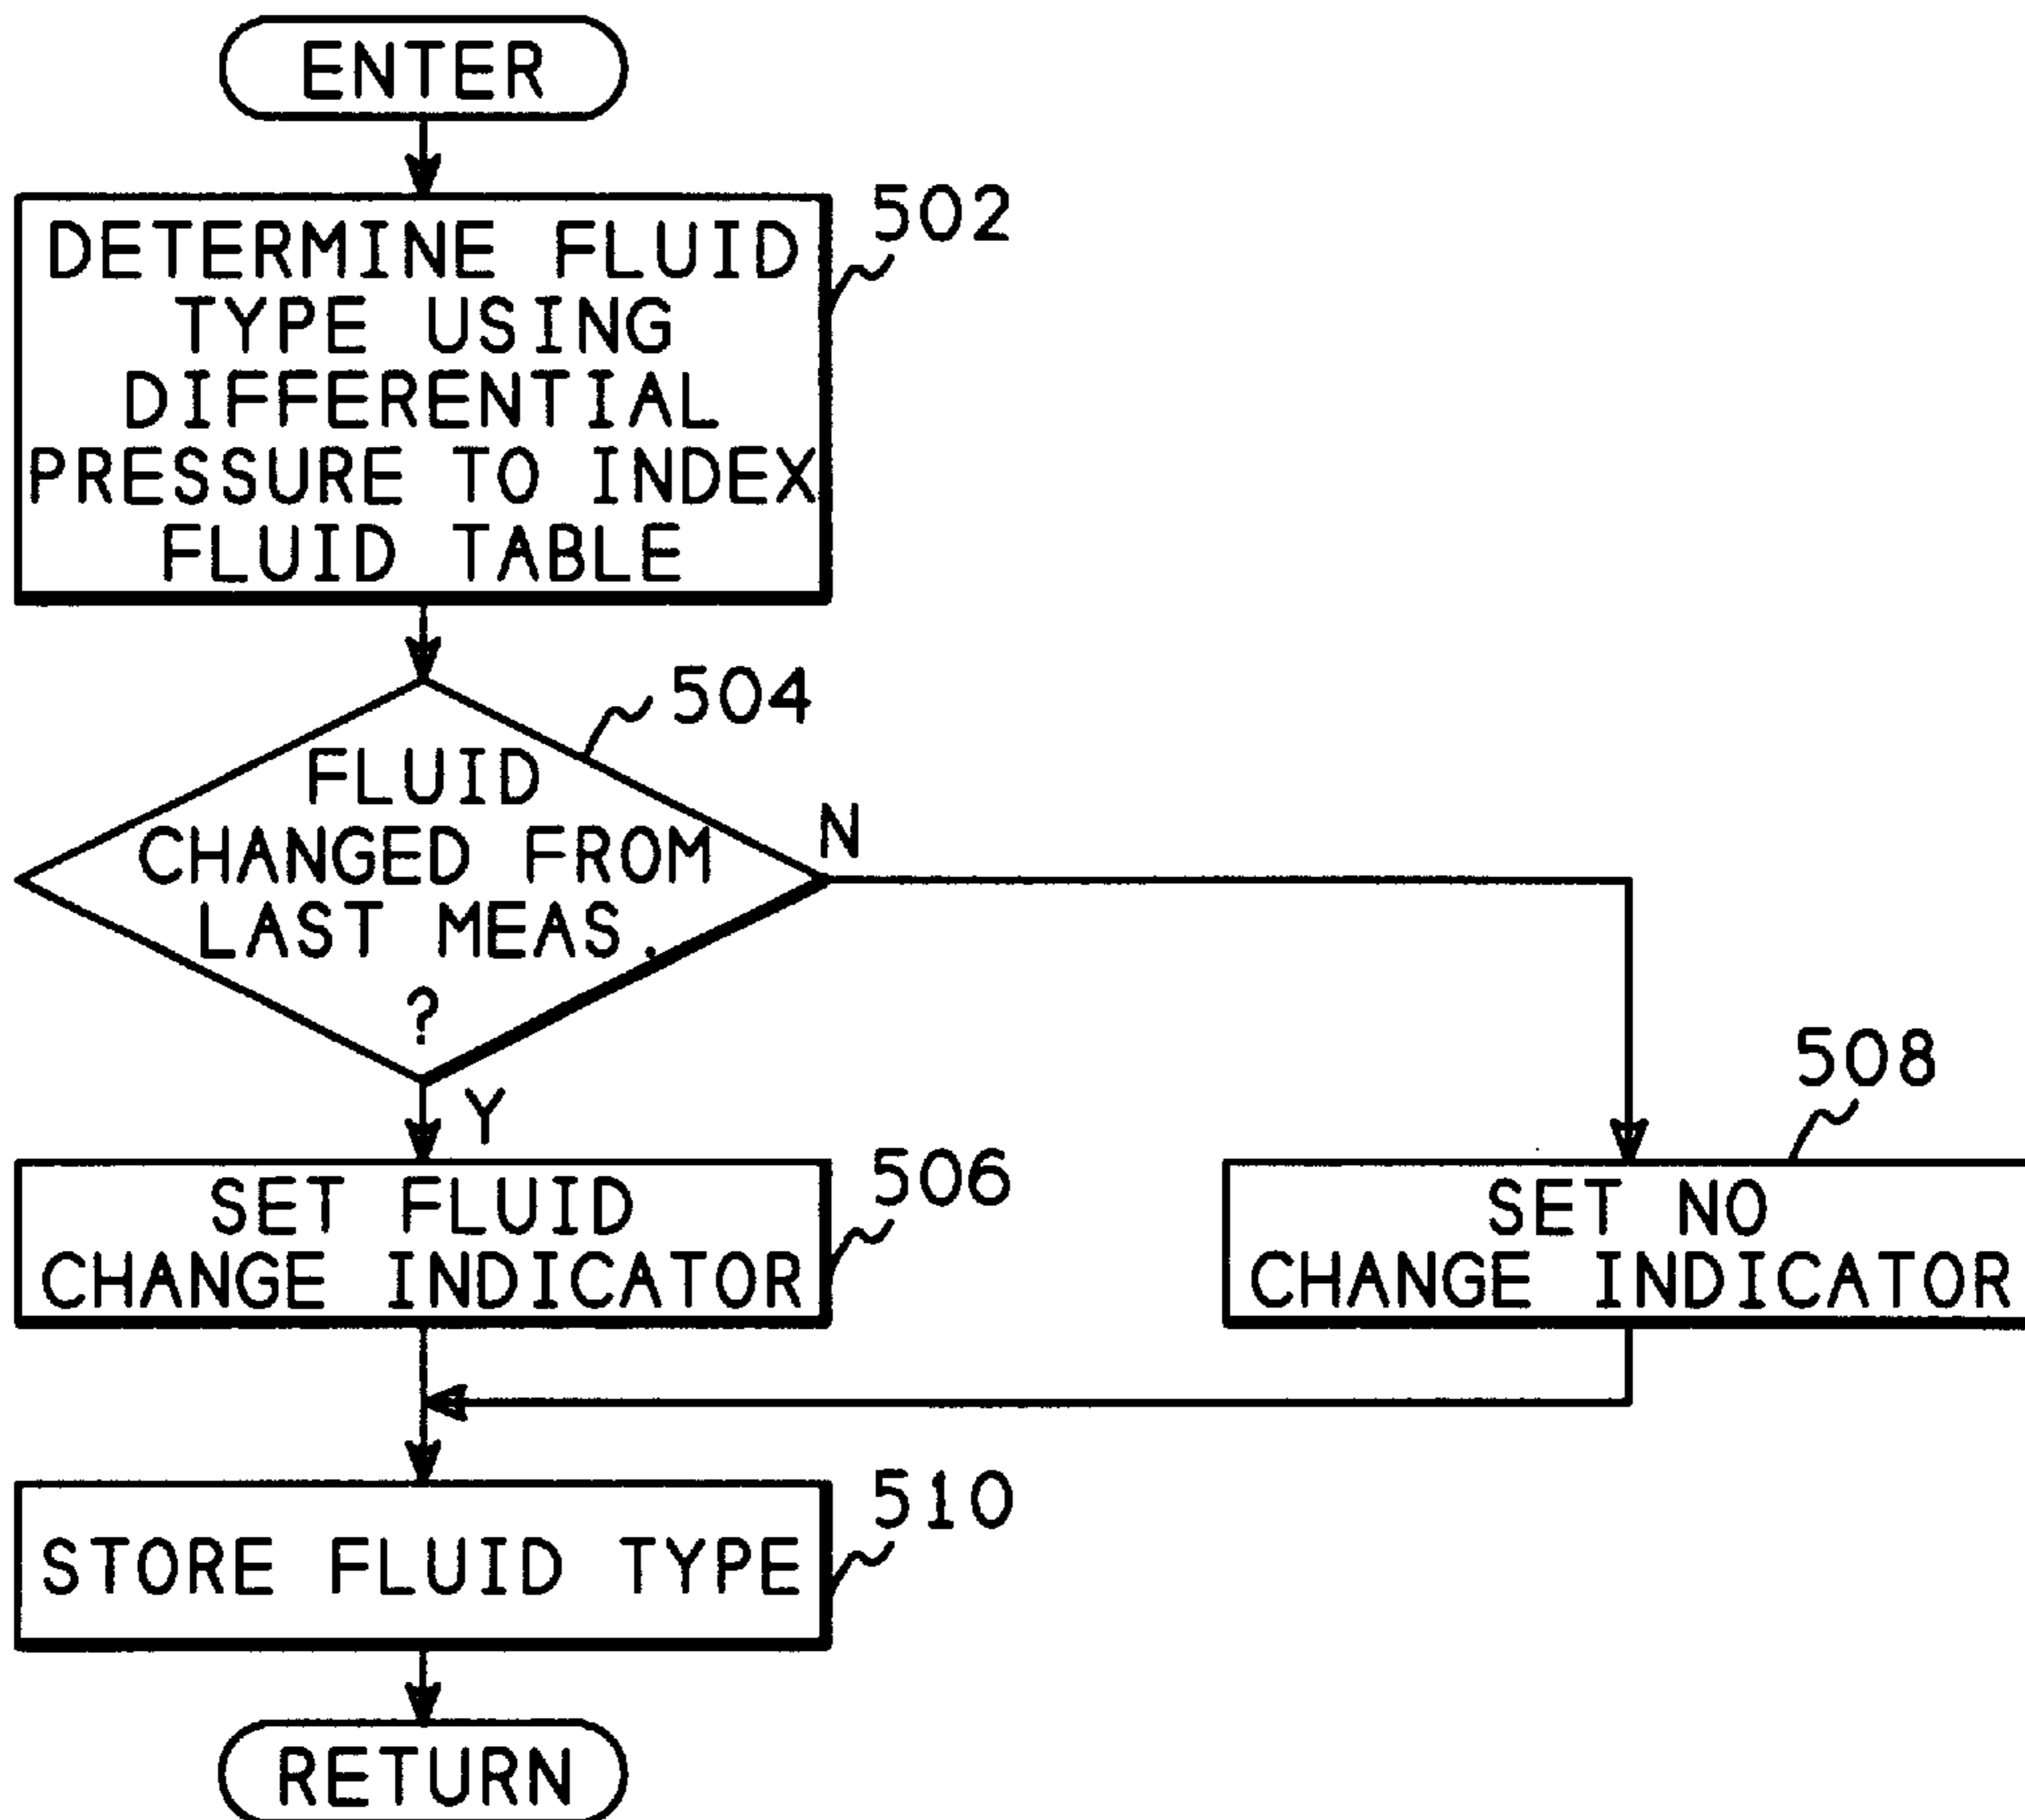 ENTER
DETERMINE FLUID
TYPE USING
DIFFERENTIAL
PRESSURE TO INDEX
FLUID TABLE
502
504
FLUID
CHANGED FROM
LAST MEAS.
?
N
Y
SET FLUID
CHANGE INDICATOR
506
508
SET NO
CHANGE INDICATOR
510
STORE FLUID TYPE
RETURN